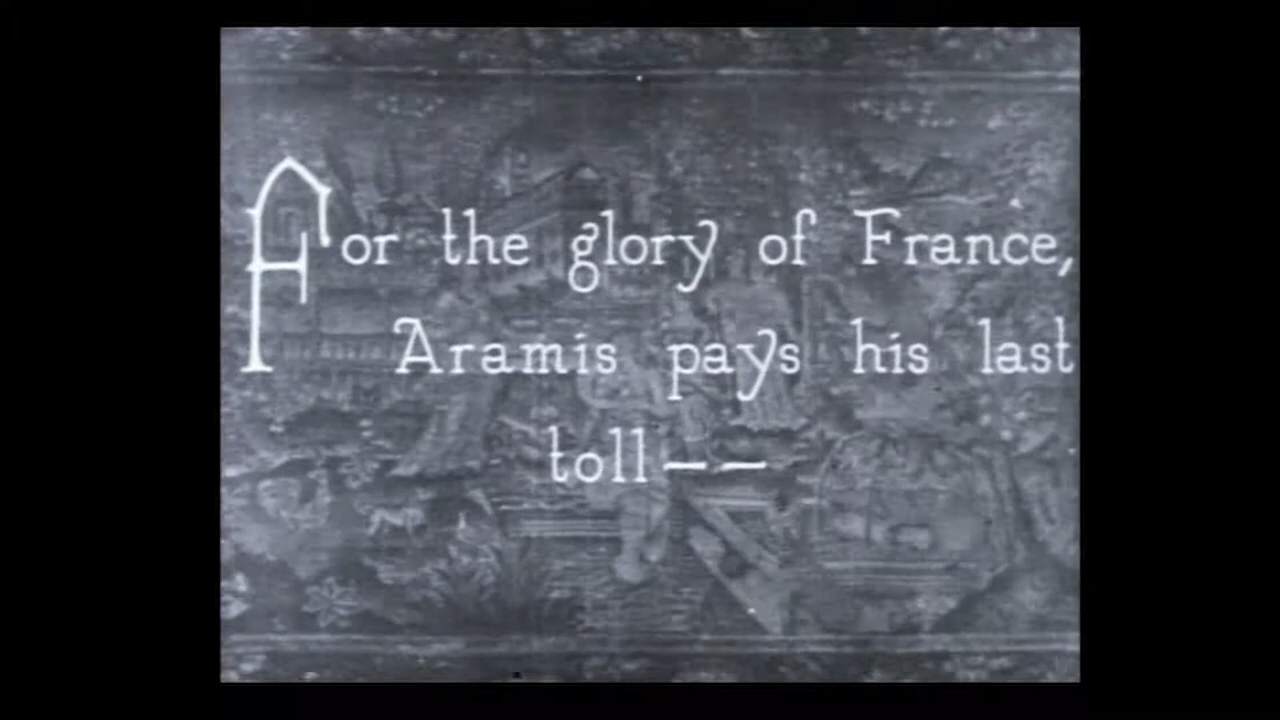 For the glory of France,
Aramis pays his last
toll--